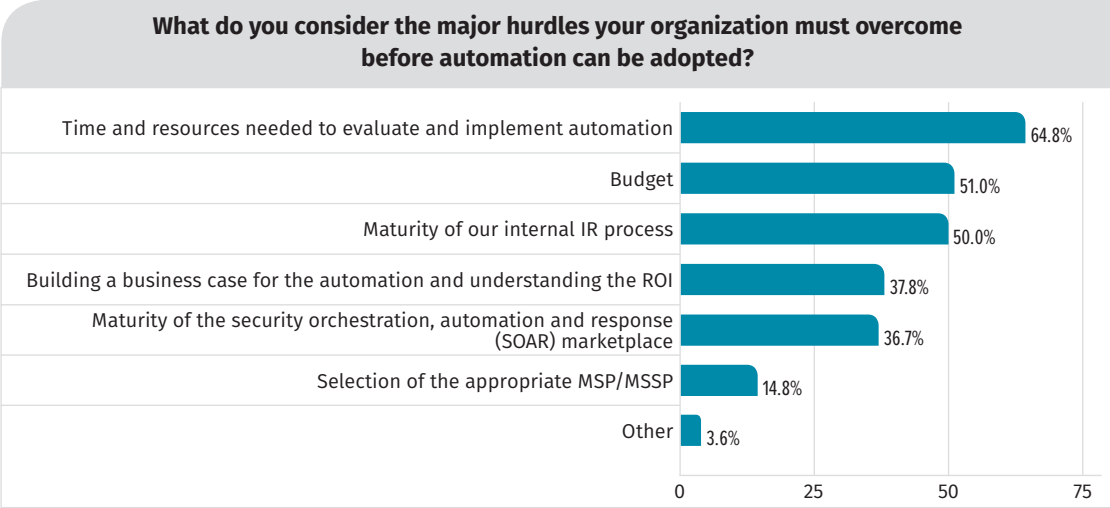 What do you consider the major hurdles your organization must overcome
before automation can be adopted?
Time and resources needed to evaluate and implement automation
64.8%
Budget
51.0%
Maturity of our internal IR process
50.0%
Building a business case for the automation and understanding the ROI
37.8%
Maturity of the security orchestration, automation and response
(SOAR) marketplace
36.7%
Selection of the appropriate MSP/MSSP
14.8%
Other
3.6%
0 25 50 75